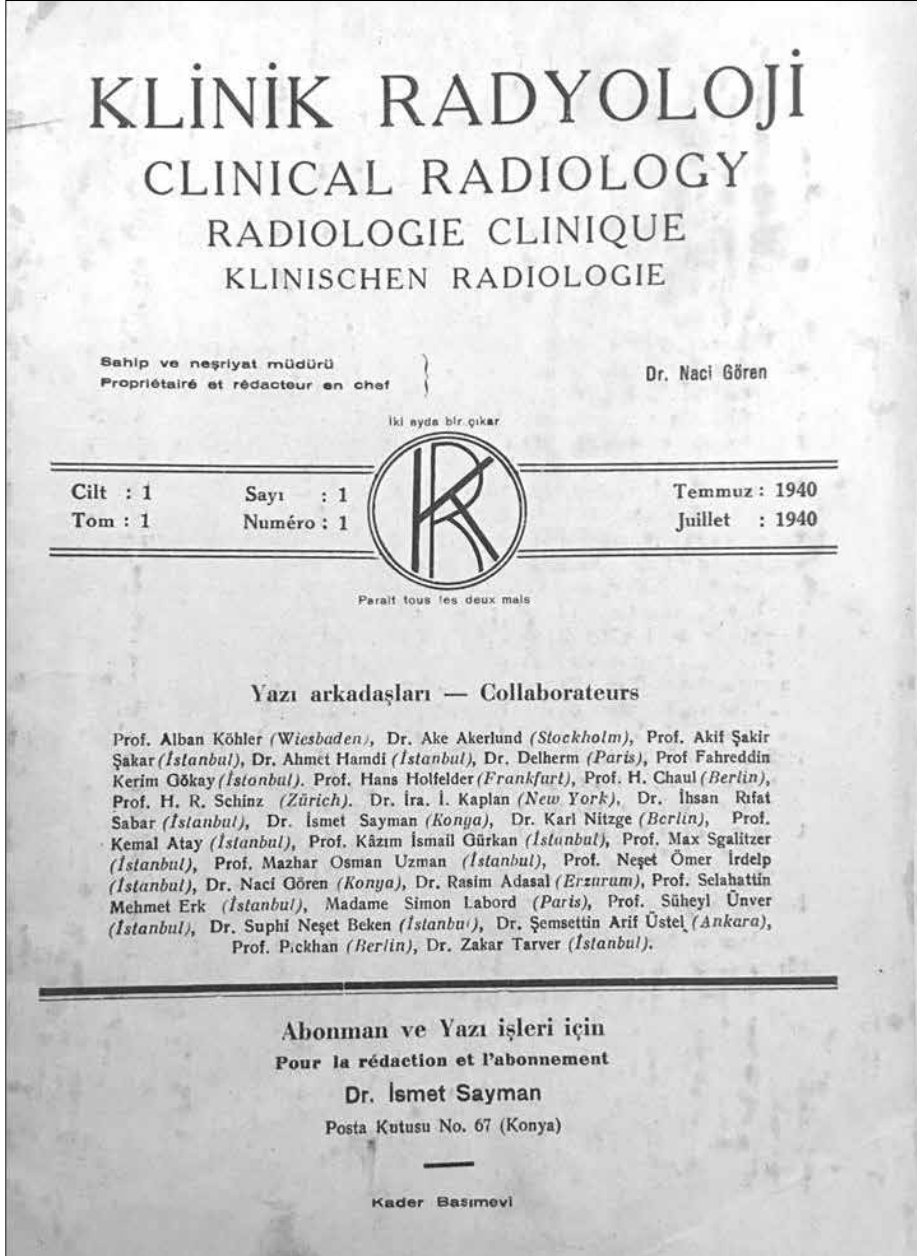 KLİNİK RADYOLOJİ
CLINICAL RADIOLOGY
RADIOLOGIE CLINIQUE
KLINISCHEN RADIOLOGIE
Sahip ve neşriyat müdürü
Propriétairé et rédacteur en chef
Dr. Naci Gören
İki ayda bir çıkar
Cilt : 1 Sayı : 1 Temmuz : 1940
Tom : 1 Numéro : 1 Juillet : 1940
KR
Parait tous les deux mais
Yazı arkadaşları — Collaborateurs
Prof. Alban Köhler (Wiesbaden), Dr. Ake Akerlund (Stockholm), Prof. Akif Şakir
Şakar (İstanbul), Dr. Ahmet Hamdi (İstanbul), Dr. Delherm (Paris), Prof Fahreddin
Kerim Gökay (İstonbul). Prof. Hans Holfelder (Frankfurt), Prof. H. Chaul (Berlin),
Prof. H. R. Schinz (Zürich). Dr. İra. İ. Kaplan (New York), Dr. İhsan Rıfat
Sabar (İstanbul), Dr. İsmet Sayman (Konya), Dr. Karl Nitzge (Berlin), Prof.
Kemal Atay (İstanbul), Prof. Kâzım İsmail Gürkan (İstanbul), Prof. Max Sgalitzer
(İstanbul), Prof. Mazhar Osman Uzman (İstanbul), Prof. Neşet Ömer İrdelp
(İstanbul), Dr. Naci Gören (Konya), Dr. Rasim Adasal (Erzurum), Prof. Selahattin
Mehmet Erk (İstanbul), Madame Simon Labord (Paris), Prof. Süheyl Ünver
(İstanbul), Dr. Suphi Neşet Beken (İstanbul), Dr. Şemsettin Arif Üstel (Ankara),
Prof. Pickhan (Berlin), Dr. Zakar Tarver (İstanbul).
Abonman ve Yazı işleri için
Pour la rédaction et l'abonnement
Dr. İsmet Sayman
Posta Kutusu No. 67 (Konya)
Kader Basımevi